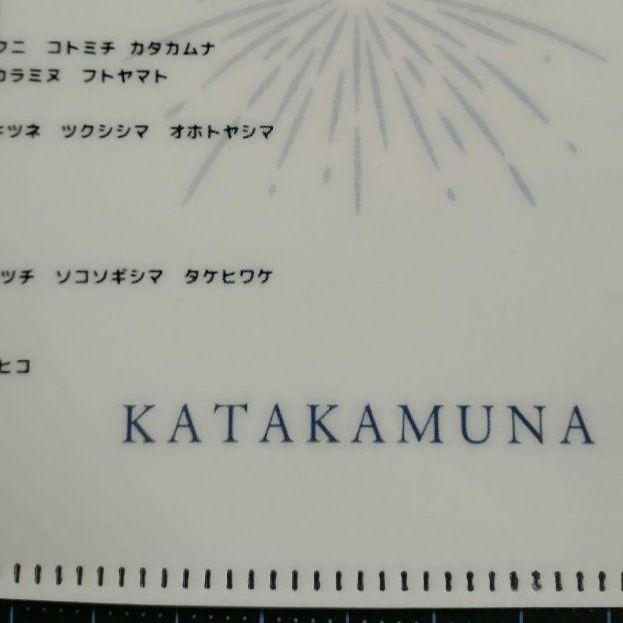 ニ コトミチ カタカムナ
カラミヌ フトヤマト
ツネ ツクシシマ オホトヤシマ
ツチ ソコソギシマ タケヒワケ
ヒコ
KATAKAMUNA